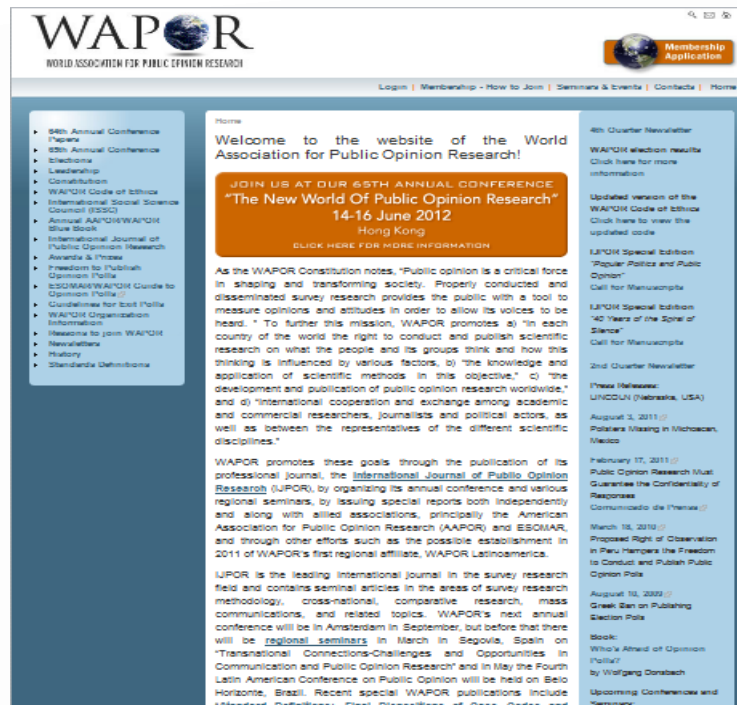 WAPOR
WORLD ASSOCIATION FOR PUBLIC OPINION RESEARCH
Membership
Application
Login | Membership - How to Join | Seminars & Events | Contacts | Home
64th Annual Conference
Papers
65th Annual Conference
Elections
Leadership
Constitution
WAPOR Code of Ethics
International Social Science
Council (ISSC)
Annual AAPOR/WAPOR
Blue Book
International Journal of
Public Opinion Research
Awards & Prizes
Freedom to Publish
Opinion Polls
ESOMAR/WAPOR Guide to
Opinion Polls
Guidelines for Exit Polls
WAPOR Organization
Information
Reasons to join WAPOR
Newsletters
History
Standards Definitions
Home
Welcome to the website of the World
Association for Public Opinion Research!
JOIN US AT OUR 65TH ANNUAL CONFERENCE
"The New World Of Public Opinion Research"
14-16 June 2012
Hong Kong
CLICK HERE FOR MORE INFORMATION
As the WAPOR Constitution notes, "Public opinion is a critical force
in shaping and transforming society. Properly conducted and
disseminated survey research provides the public with a tool to
measure opinions and attitudes in order to allow its voices to be
heard. " To further this mission, WAPOR promotes a) "in each
country of the world the right to conduct and publish scientific
research on what the people and its groups think and how this
thinking is influenced by various factors, b) "the knowledge and
application of scientific methods in this objective," c) "the
development and publication of public opinion research worldwide,"
and d) "international cooperation and exchange among academic
and commercial researchers, journalists and political actors, as
well as between the representatives of the different scientific
disciplines."
WAPOR promotes these goals through the publication of its
professional journal, the International Journal of Public Opinion
Research (IJPOR), by organizing its annual conference and various
regional seminars, by issuing special reports both independently
and along with allied associations, principally the American
Association for Public Opinion Research (AAPOR) and ESOMAR,
and through other efforts such as the possible establishment in
2011 of WAPOR's first regional affiliate, WAPOR Latinoamerica.
IJPOR is the leading international journal in the survey research
field and contains seminal articles in the areas of survey research
methodology, cross-national, comparative research, mass
communications, and related topics. WAPOR's next annual
conference will be in Amsterdam in September, but before that there
will be regional seminars in March in Segovia, Spain on
"Transnational Connections-Challenges and Opportunities in
Communication and Public Opinion Research" and in May the Fourth
Latin American Conference on Public Opinion will be held on Belo
Horizonte, Brazil. Recent special WAPOR publications include
"Standard Definitions: Final Dispositions of Case Codes and
4th Quarter Newsletter
WAPOR election results
Click here for more
information
Updated version of the
WAPOR Code of Ethics
Click here to view the
updated code
IJPOR Special Edition
"Popular Politics and Public
Opinion"
Call for Manuscripts
IJPOR Special Edition
"40 Years of the Spiral of
Silence"
Call for Manuscripts
2nd Quarter Newsletter
Press Releases:
LINCOLN (Nebraska, USA)
August 3, 2011
Pollsters Missing in Michoacan,
Mexico
February 17, 2011
Public Opinion Research Must
Guarantee the Confidentiality of
Responses
Comunicado de Prensa
March 18, 2010
Proposed Right of Observation
in Peru Hampers the Freedom
to Conduct and Publish Public
Opinion Polls
August 10, 2009
Greek Ban on Publishing
Election Polls
Book:
Who's Afraid of Opinion
Polls?
by Wolfgang Donsbach
Upcoming Conferences and
Seminars: